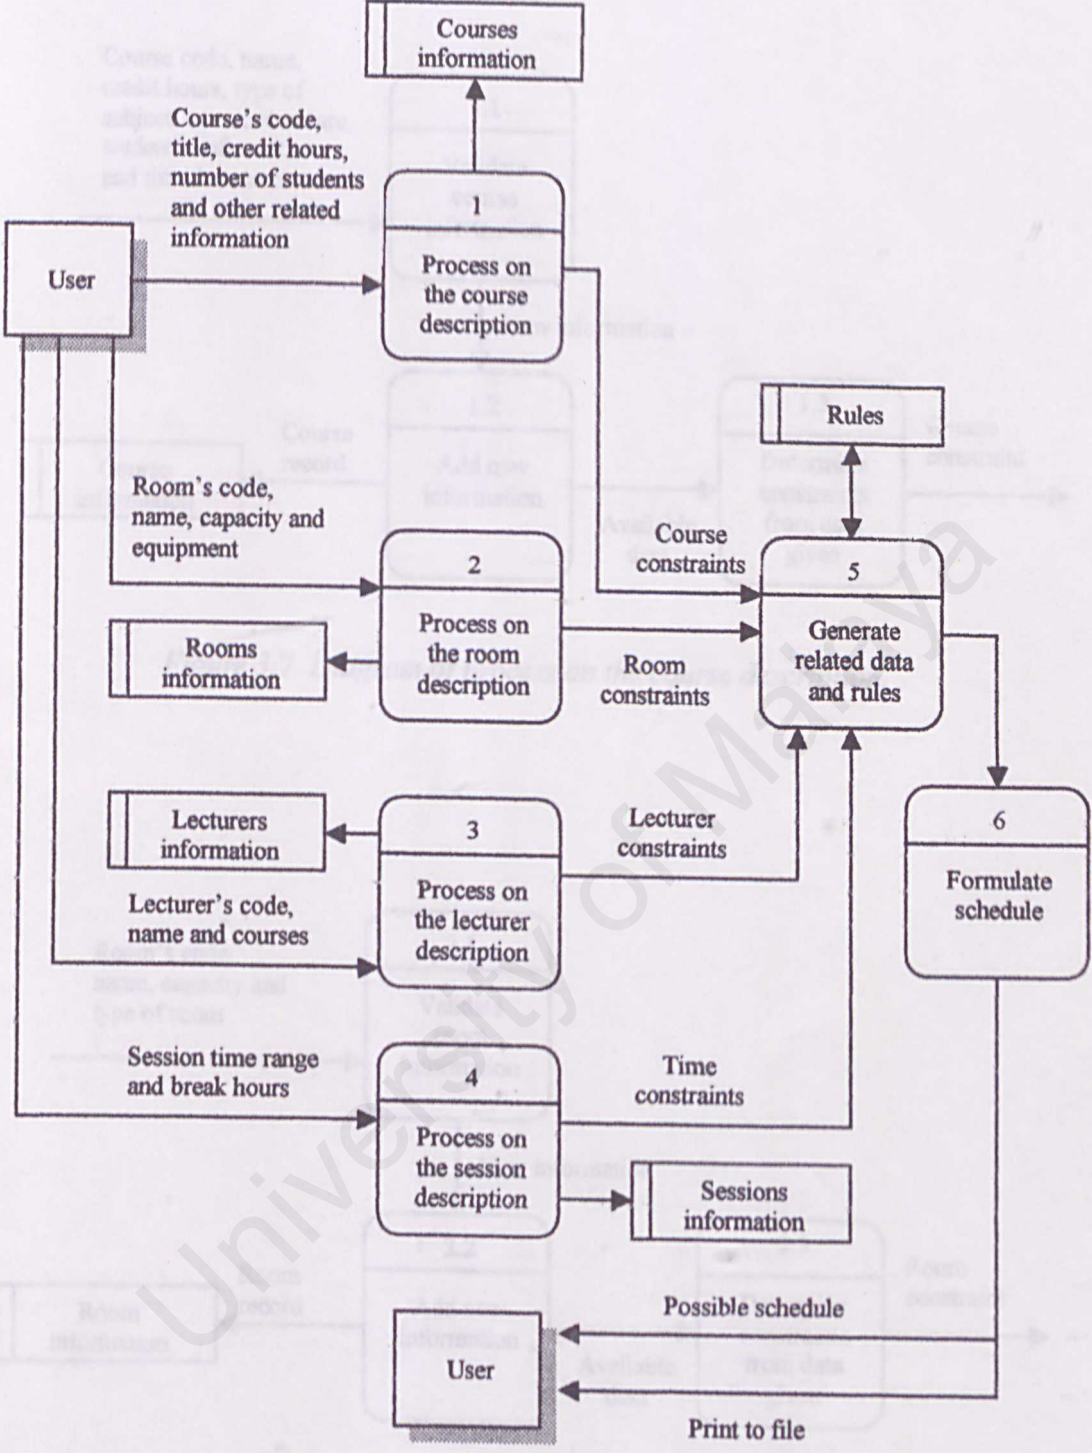 Courses
information
Course's code,
title, credit hours,
number of students
and other related
information
User
1
Process on
the course
description
Rules
Room's code,
name, capacity and
equipment
Course
constraints
2
Process on
the room
description
5
Generate
related data
and rules
Rooms
information
Room
constraints
Lecturers
information
3
Process on
the lecturer
description
Lecturer
constraints
6
Formulate
schedule
Lecturer's code,
name and courses
Session time range
and break hours
4
Process on
the session
description
Time
constraints
Sessions
information
Possible schedule
User
Print to file
University of Malaya